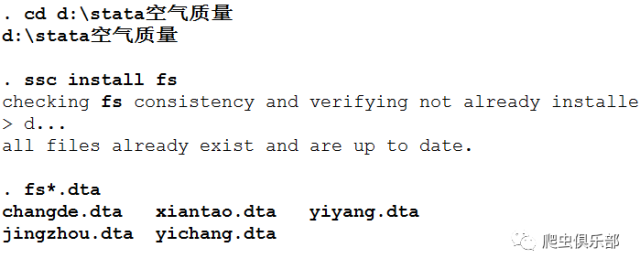 . cd d:\stata空气质量
d:\stata空气质量
. ssc install fs
checking fs consistency and verifying not already installe
> d...
all files already exist and are up to date.
. fs*.dta
changde.dta xiantao.dta yiyang.dta
jingzhou.dta yichang.dta
爬虫俱乐部